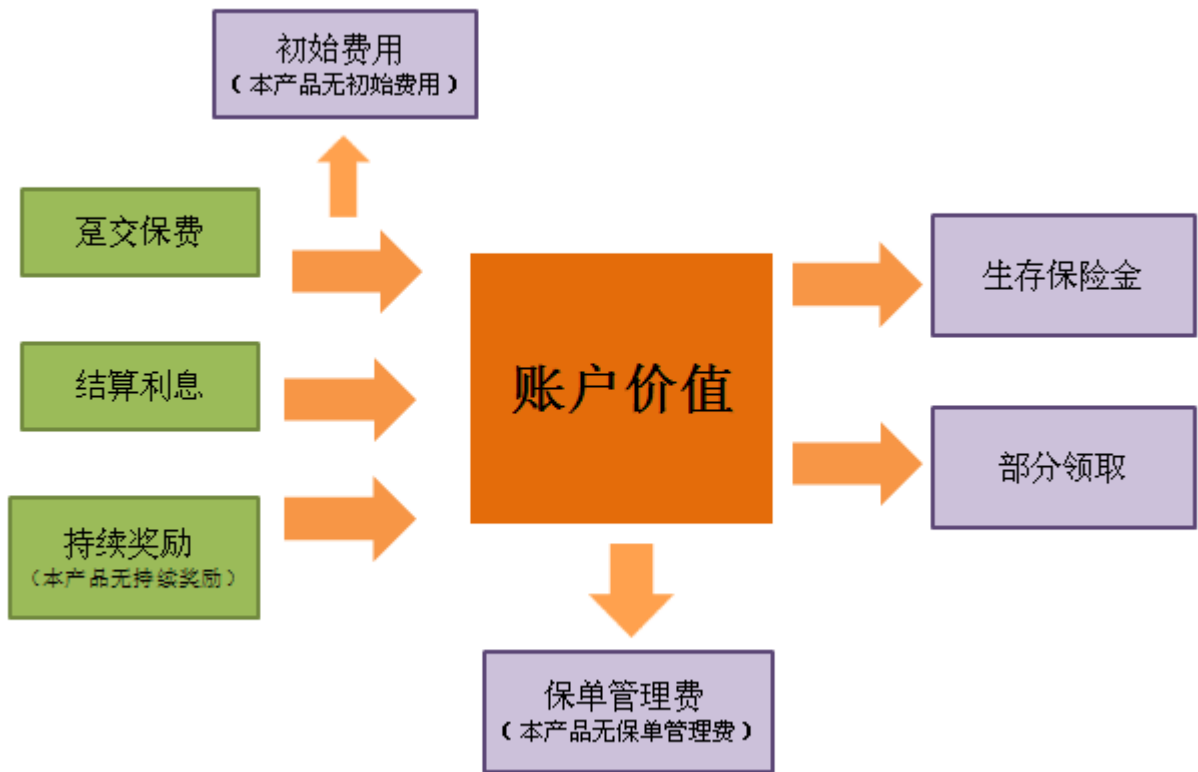 初始费用
（本产品无初始费用）
趸交保费
结算利息
持续奖励
（本产品无持续奖励）
账户价值
生存保险金
部分领取
保单管理费
（本产品无保单管理费）